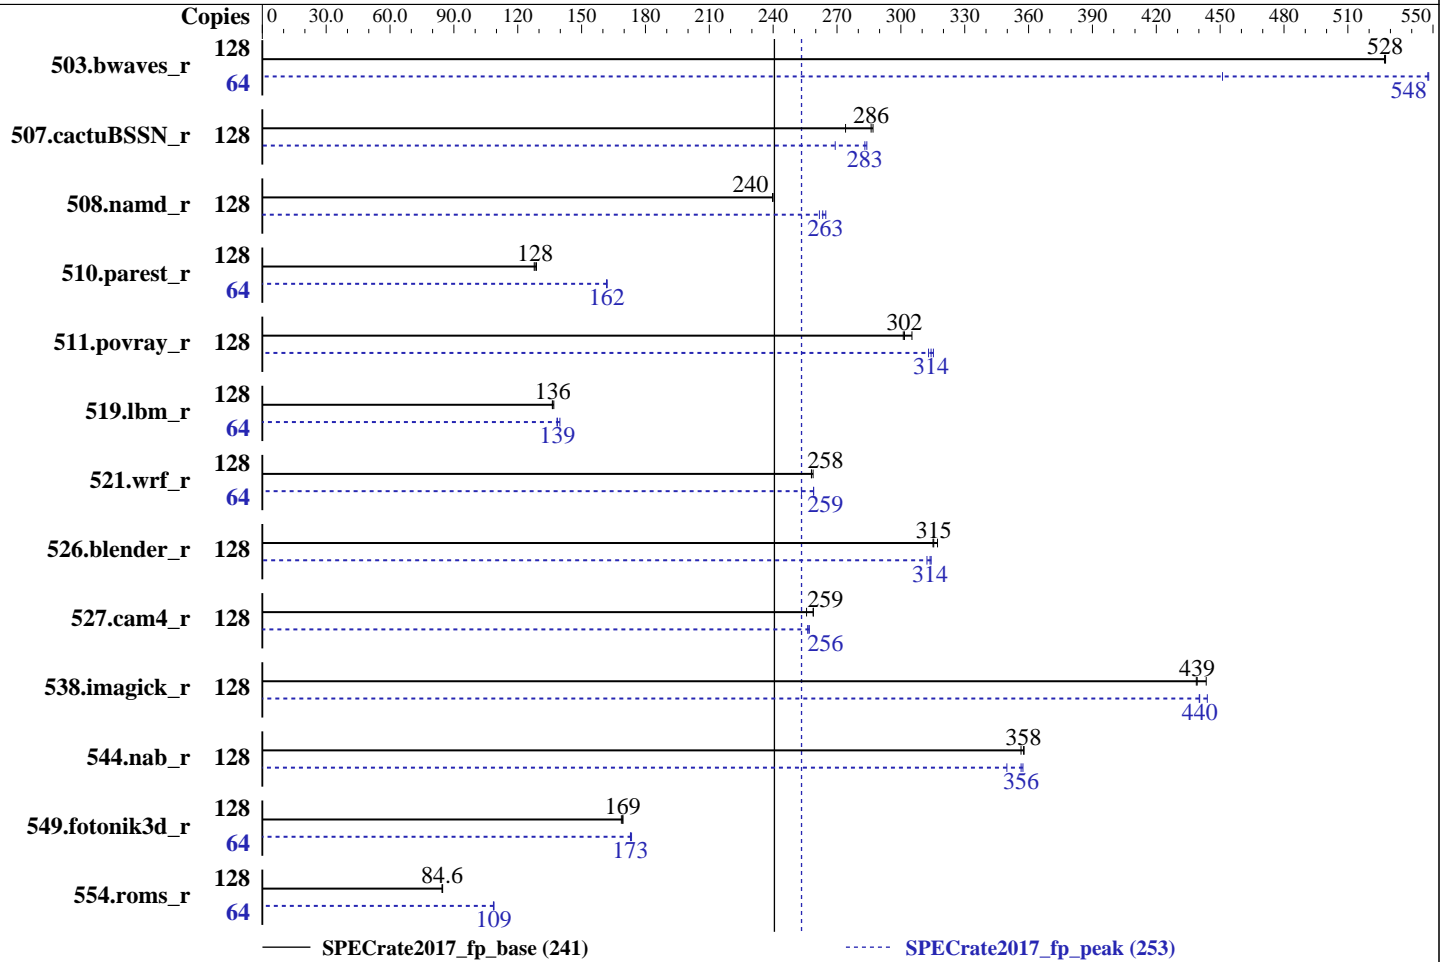 Copies 0 30.0 60.0 90.0 120 150 180 210 240 270 300 330 360 390 420 450 480 510 550
503.bwaves_r 128 528
64 548
507.cactuBSSN_r 128 286
283
508.namd_r 128 240
263
510.parest_r 128 128
64 162
511.povray_r 128 302
314
519.lbm_r 128 136
64 139
521.wrf_r 128 258
64 259
526.blender_r 128 315
314
527.cam4_r 128 259
256
538.imagick_r 128 439
440
544.nab_r 128 358
356
549.fotonik3d_r 128 169
64 173
554.roms_r 128 84.6
64 109
SPECrate2017_fp_base (241) SPECrate2017_fp_peak (253)